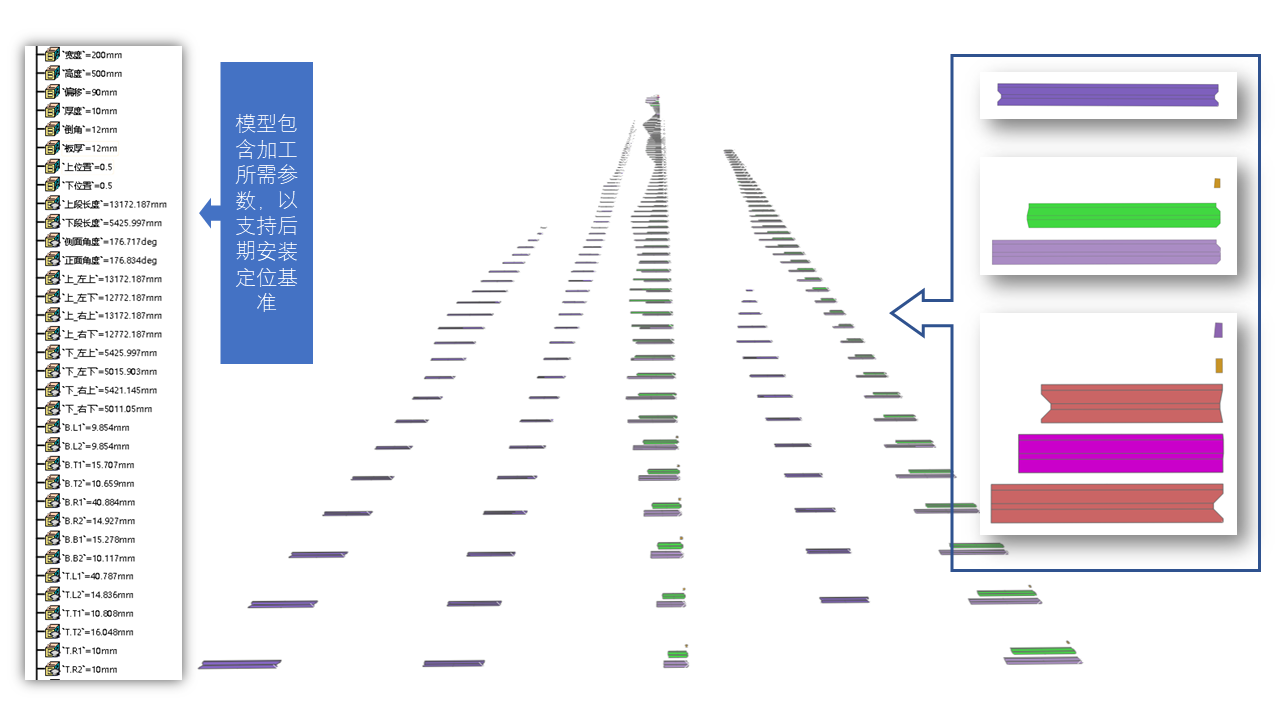 `宽度`=200mm
`高度`=500mm
`偏移`=90mm
`厚度`=10mm
`倒角`=12mm
`板厚`=12mm
`上位置`=0.5
`下位置`=0.5
`上段长度`=13172.187mm
`下段长度`=5425.997mm
`侧面角度`=176.717deg
`正面角度`=176.834deg
`上_左上`=13172.187mm
`上_左下`=12772.187mm
`上_右上`=13172.187mm
`上_右下`=12772.187mm
`下_左上`=5425.997mm
`下_左下`=5015.903mm
`下_右上`=5421.145mm
`下_右下`=5011.05mm
`B.L1`=9.854mm
`B.L2`=9.854mm
`B.T1`=15.707mm
`B.T2`=10.659mm
`B.R1`=40.884mm
`B.R2`=14.927mm
`B.B1`=15.278mm
`B.B2`=10.117mm
`T.L1`=40.787mm
`T.L2`=14.836mm
`T.T1`=10.808mm
`T.T2`=16.048mm
`T.R1`=10mm
`T.R2`=10mm
模型包
含加工
所需参
数，以
支持后
期安装
定位基
准